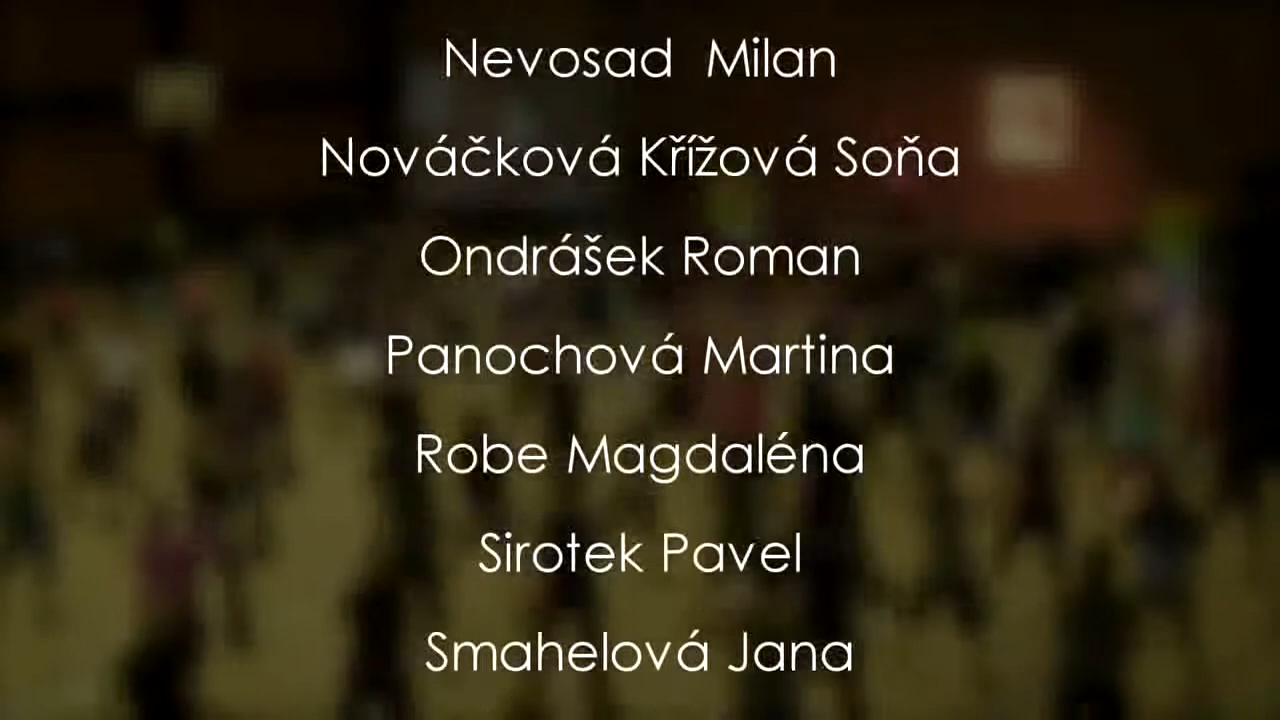 Nevosad  Milan
Nováčková Křížová Soňa
Ondrášek Roman
Panochová Martina
Robe Magdaléna
Sirotek Pavel
Smahelová Jana